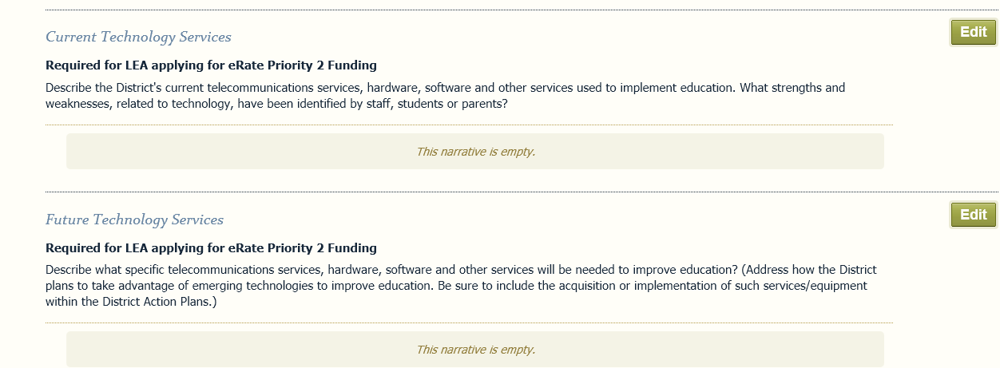 Current Technology Services
Edit
Required for LEA applying for eRate Priority 2 Funding
Describe the District's current telecommunications services, hardware, software and other services used to implement education. What strengths and
weaknesses, related to technology, have been identified by staff, students or parents?
This narrative is empty.
Future Technology Services
Edit
Required for LEA applying for eRate Priority 2 Funding
Describe what specific telecommunications services, hardware, software and other services will be needed to improve education? (Address how the District
plans to take advantage of emerging technologies to improve education. Be sure to include the acquisition or implementation of such services/equipment
within the District Action Plans.)
This narrative is empty.